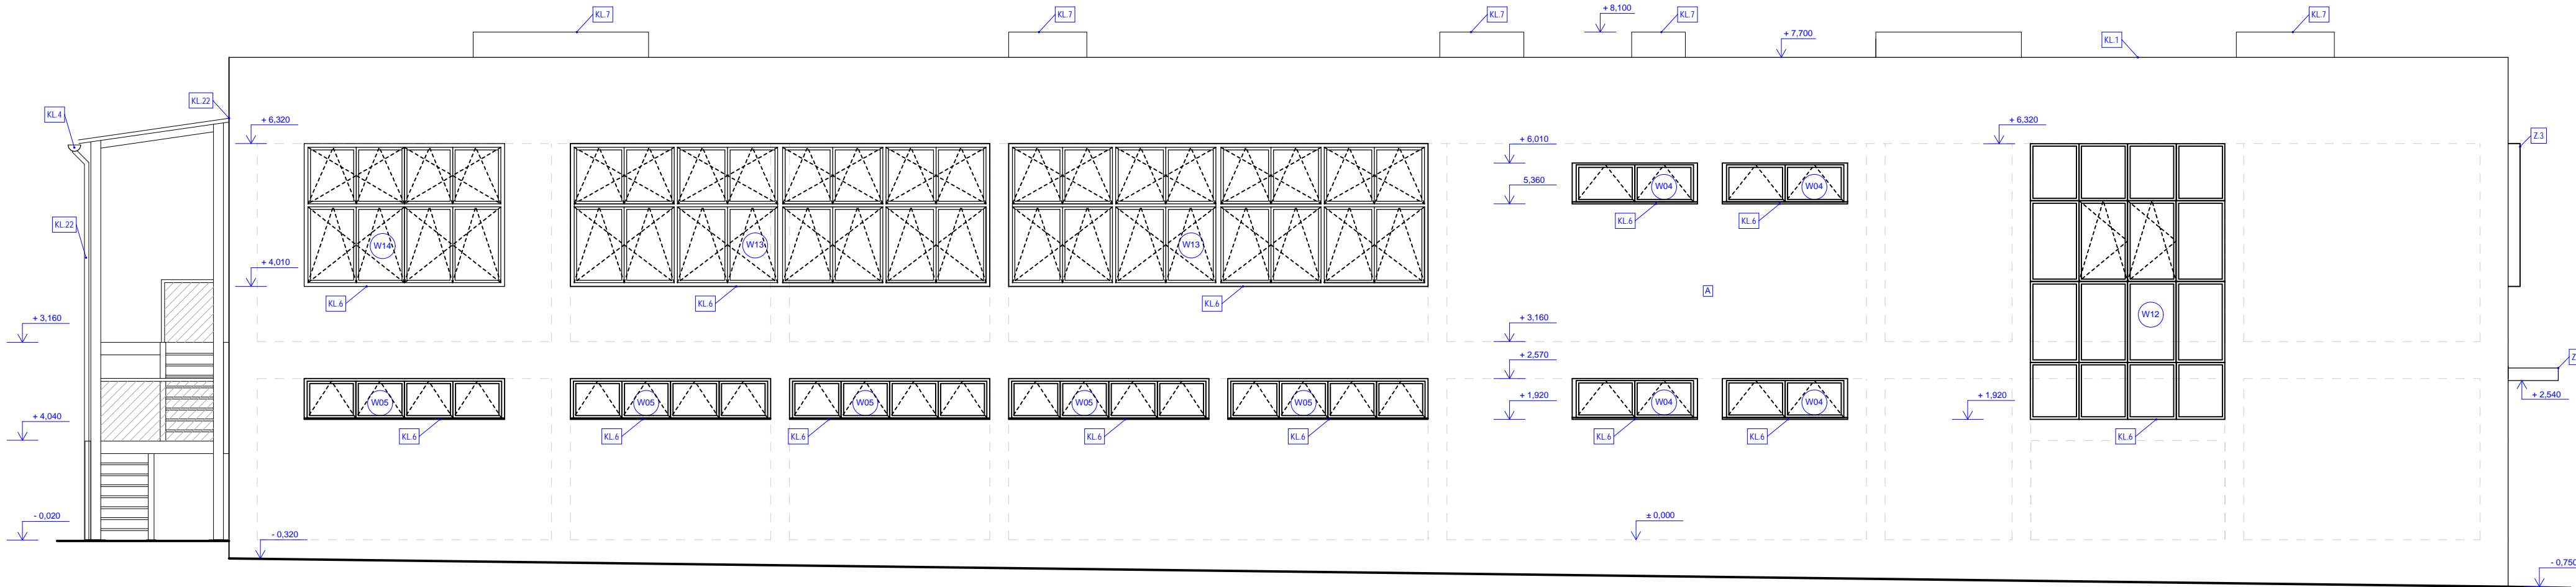 KL.7
KL.7
KL.7
+ 8,100
KL.7
+ 7,700
KL.1
KL.7
KL.4
KL.22
+ 6,320
+ 6,320
+ 6,010
Z.3
5,360
W04
W04
KL.6
KL.6
KL.22
W14
W13
W13
+ 4,010
KL.6
KL.6
KL.6
A
W12
+ 3,160
+ 3,160
+ 2,570
+ 2,540
W05
W05
W05
W05
W05
+ 1,920
W04
W04
+ 1,920
KL.6
KL.6
KL.6
KL.6
KL.6
KL.6
KL.6
KL.6
+ 4,040
- 0,020
- 0,320
± 0,000
- 0,750